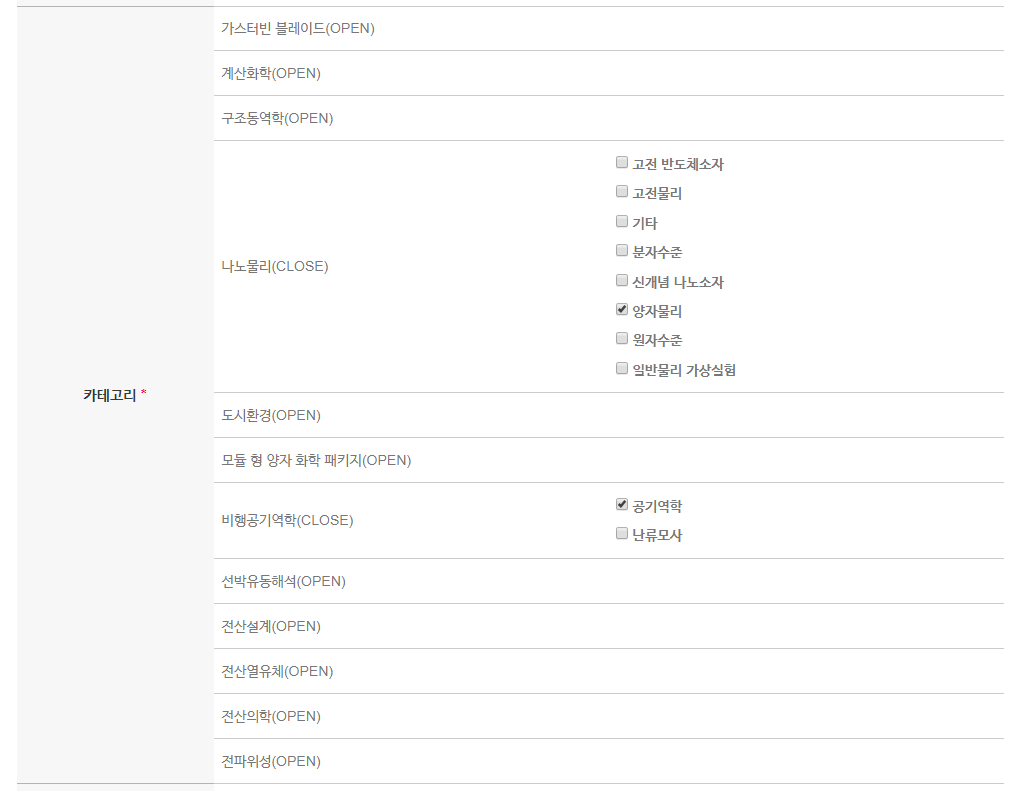 가스터빈 블레이드(OPEN)
계산화학(OPEN)
구조동역학(OPEN)
나노물리(CLOSE)
고전 반도체소자
고전물리
기타
분자수준
신개념 나노소자
양자물리
원자수준
일반물리 가상실험
카테고리 *
도시환경(OPEN)
모듈 형 양자 화학 패키지(OPEN)
비행공기역학(CLOSE)
공기역학
난류모사
선박유동해석(OPEN)
전산설계(OPEN)
전산열유체(OPEN)
전산의학(OPEN)
전파위성(OPEN)